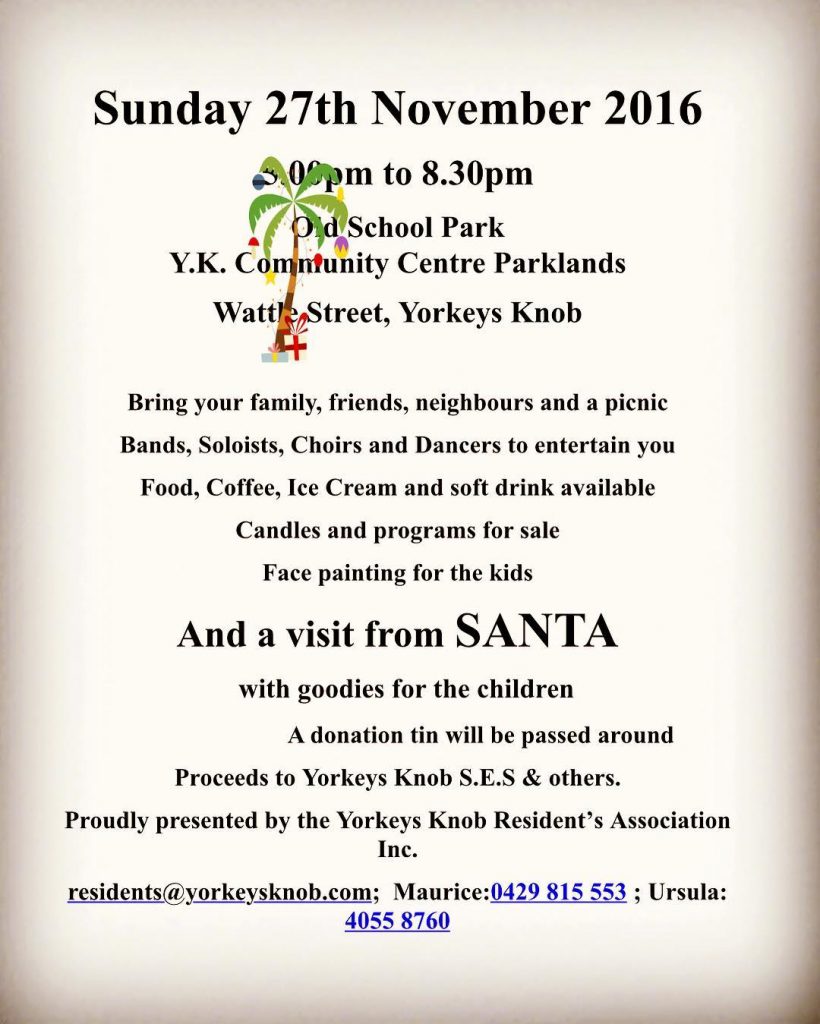 Sunday 27th November 2016
to 8.30pm
Old School Park
Y.K. Community Centre Parklands
Wattle Street, Yorkeys Knob
Bring your family, friends, neighbours and a picnic
Bands, Soloists, Choirs and Dancers to entertain you
Food, Coffee, Ice Cream and soft drink available
Candles and programs for sale
Face painting for the kids
And a visit from SANTA
with goodies for the children
A donation tin will be passed around
Proceeds to Yorkeys Knob S.E.S & others.
Proudly presented by the Yorkeys Knob Resident’s Association
Inc.
residents@yorkeysknob.com; Maurice:0429 815 553 ; Ursula:
4055 8760